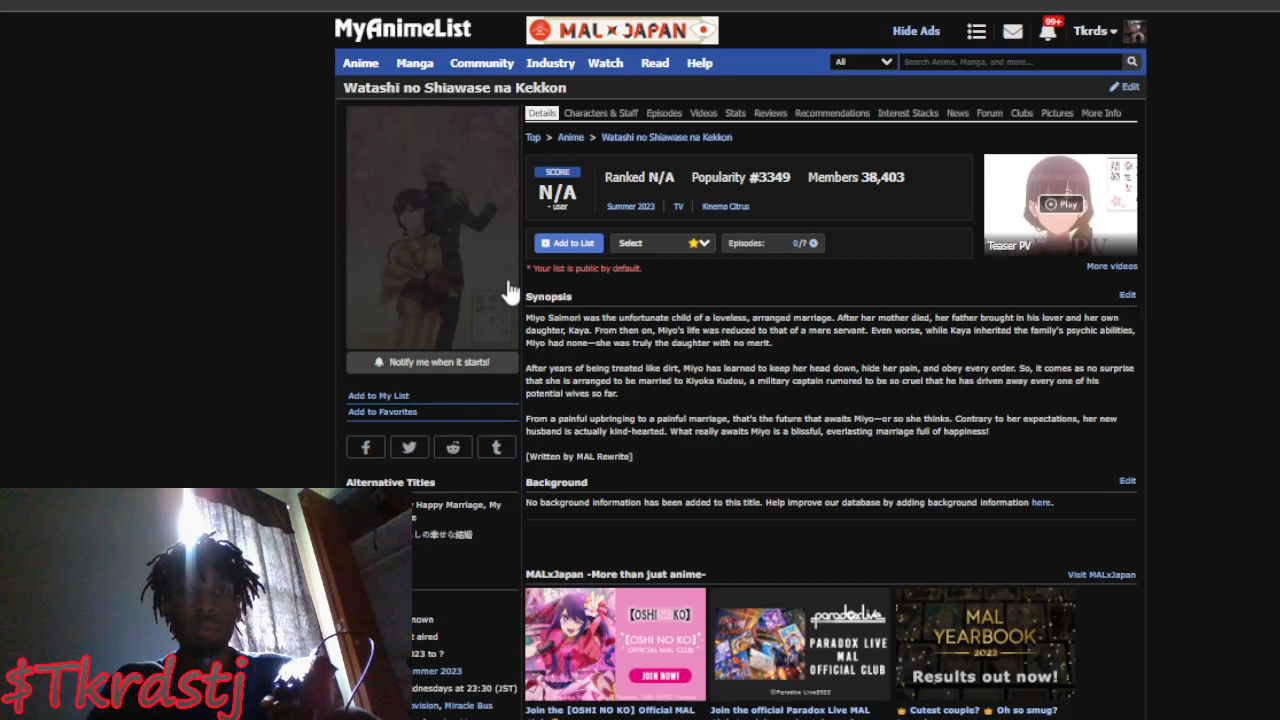 MyAnimeList
MAL x JAPAN
Hide Ads
99+
Tkrds
Anime Manga Community Industry Watch Read Help
All
Search Anime, Manga, and more...
Watashi no Shiawase na Kekkon
Edit
Details Characters & Staff Episodes Videos Stats Reviews Recommendations Interest Stacks News Forum Clubs Pictures More Info
Top > Anime > Watashi no Shiawase na Kekkon
SCORE
N/A
- user
Ranked N/A Popularity #3349 Members 38,403
Summer 2023 TV Kinema Citrus
Play
Teaser PV
Add to List
Select
Episodes: 0/?
More videos
* Your list is public by default.
Synopsis
Edit
Miyo Saimori was the unfortunate child of a loveless, arranged marriage. After her mother died, her father brought in his lover and her own
daughter, Kaya. From then on, Miyo's life was reduced to that of a mere servant. Even worse, while Kaya inherited the family's psychic abilities,
Miyo had none—she was truly the daughter with no merit.
After years of being treated like dirt, Miyo has learned to keep her head down, hide her pain, and obey every order. So, it comes as no surprise
that she is arranged to be married to Kiyoka Kudou, a military captain rumored to be so cruel that he has driven away every one of his
potential wives so far.
From a painful upbringing to a painful marriage, that's the future that awaits Miyo—or so she thinks. Contrary to her expectations, her new
husband is actually kind-hearted. What really awaits Miyo is a blissful, everlasting marriage full of happiness!
[Written by MAL Rewrite]
Notify me when it starts!
Add to My List
Add to Favorites
Alternative Titles
Happy Marriage, My
しの幸せな結婚
Background
Edit
No background information has been added to this title. Help improve our database by adding background information here.
MALxJapan -More than just anime-
Visit MALxJapan
【OSHI NO KO】
【OSHI NO KO】
MAL CLUB
JOIN NOW!
paradoxlive
PARADOX LIVE
MAL
OFFICIAL CLUB
©Paradox Live2022
MAL
YEARBOOK
2022
Results out now!
Join the [OSHI NO KO] Official MAL
Join the official Paradox Live MAL
Cutest couple? Oh so smug?
nown
t aired
023 to ?
ummer 2023
dnesdays at 23:30 (JST)
ovision, Miracle Bus
$Tkrdstj